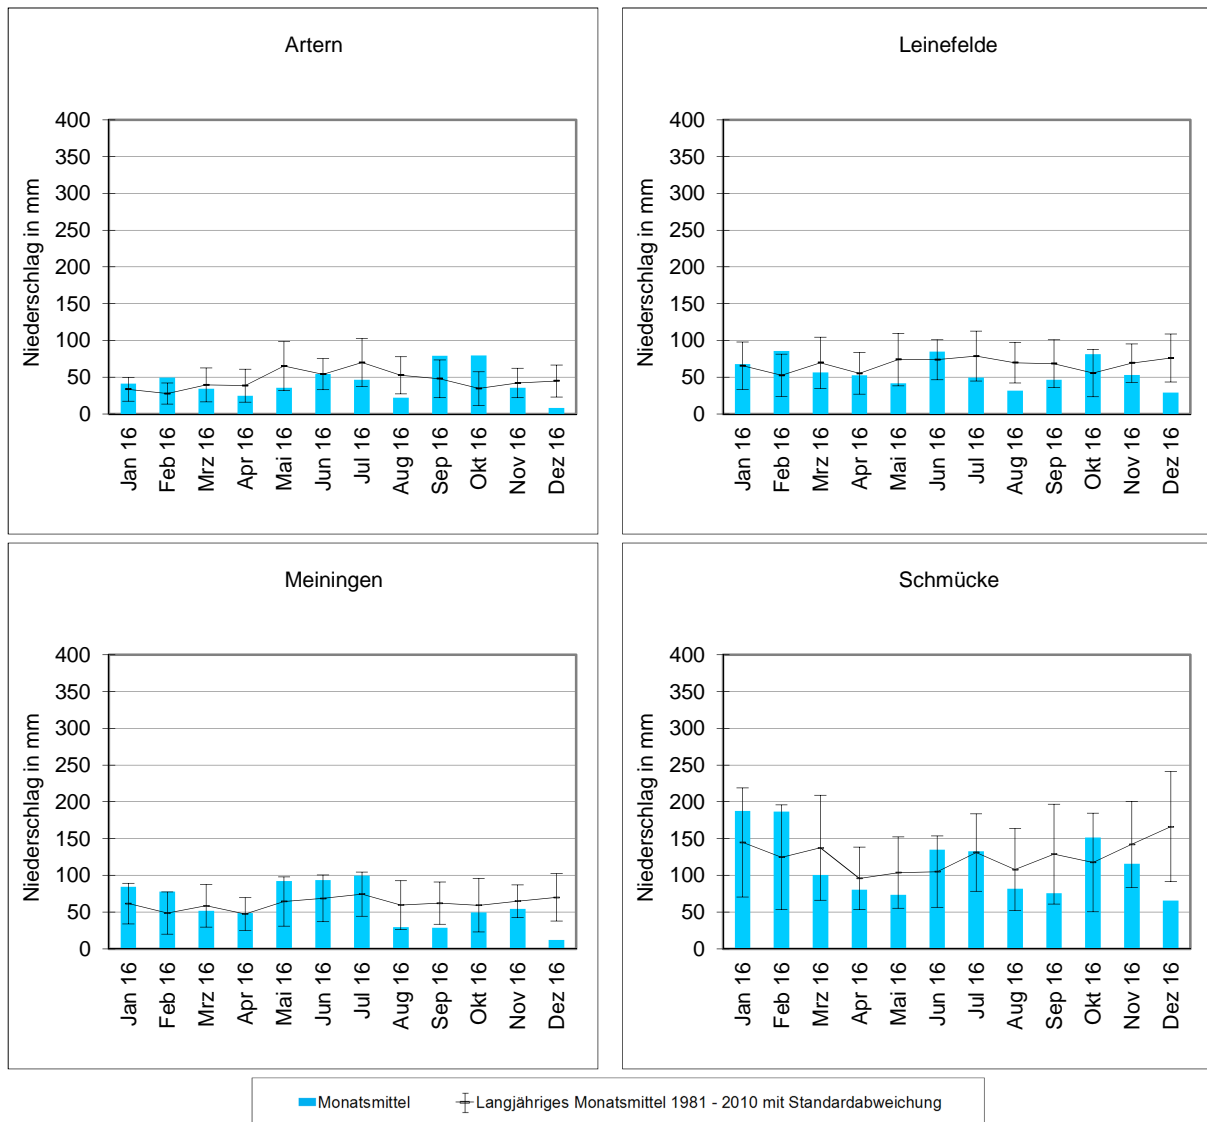 Artern
Niederschlag in mm
400
350
300
250
200
150
100
50
0
Jan 16
Feb 16
Mrz 16
Apr 16
Mai 16
Jun 16
Jul 16
Aug 16
Sep 16
Okt 16
Nov 16
Dez 16
Leinefelde
Niederschlag in mm
400
350
300
250
200
150
100
50
0
Jan 16
Feb 16
Mrz 16
Apr 16
Mai 16
Jun 16
Jul 16
Aug 16
Sep 16
Okt 16
Nov 16
Dez 16
Meiningen
Niederschlag in mm
400
350
300
250
200
150
100
50
0
Jan 16
Feb 16
Mrz 16
Apr 16
Mai 16
Jun 16
Jul 16
Aug 16
Sep 16
Okt 16
Nov 16
Dez 16
Schmücke
Niederschlag in mm
400
350
300
250
200
150
100
50
0
Jan 16
Feb 16
Mrz 16
Apr 16
Mai 16
Jun 16
Jul 16
Aug 16
Sep 16
Okt 16
Nov 16
Dez 16
Monatsmittel
Langjähriges Monatsmittel 1981 - 2010 mit Standardabweichung